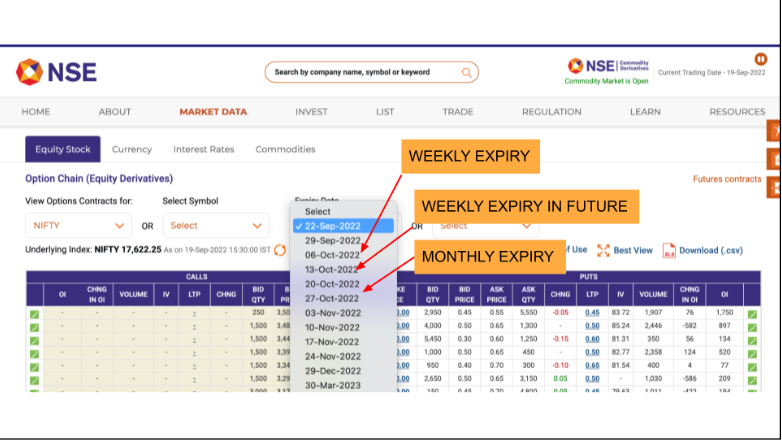 NSE
Search by company name, symbol or keyword
NSE Commodity Derivatives
Commodity Market is Open
Current Trading Date - 19-Sep-2022
HOME ABOUT MARKET DATA INVEST LIST TRADE REGULATION LEARN RESOURCES
Equity Stock Currency Interest Rates Commodities
WEEKLY EXPIRY
Option Chain (Equity Derivatives)
Futures contracts
View Options Contracts for: Select Symbol Expiry Date
WEEKLY EXPIRY IN FUTURE
NIFTY OR Select OR Select
Underlying Index: NIFTY 17,622.25 As on 19-Sep-2022 15:30:00 IST
MONTHLY EXPIRY
of Use Best View XLS Download (.csv)
Select
22-Sep-2022
29-Sep-2022
06-Oct-2022
13-Oct-2022
20-Oct-2022
27-Oct-2022
03-Nov-2022
10-Nov-2022
17-Nov-2022
24-Nov-2022
29-Dec-2022
30-Mar-2023
CALLS PUTS
OI CHNG IN OI VOLUME IV LTP CHNG BID QTY BID PRICE ASK PRICE ASK QTY CHNG LTP IV VOLUME CHNG IN OI OI
- - - - - - 250 3,50 0.00 2,950 0.45 0.55 5,550 -0.05 0.45 83.72 1,907 76 1,750
- - - - - - 1,500 3,48 0.00 4,000 0.50 0.65 1,300 - 0.50 85.24 2,446 -582 897
- - - - - - 1,500 3,44 0.00 5,450 0.30 0.60 1,250 -0.15 0.60 81.31 350 56 134
- - - - - - 1,500 3,39 0.00 1,000 0.50 0.65 450 - 0.50 82.77 2,358 124 520
- - - - - - 1,500 3,34 0.00 950 0.40 0.70 300 -0.10 0.65 81.54 400 4 77
- - - - - - 1,500 3,29 0.00 2,650 0.50 0.65 3,150 0.05 0.50 - 1,030 -586 209